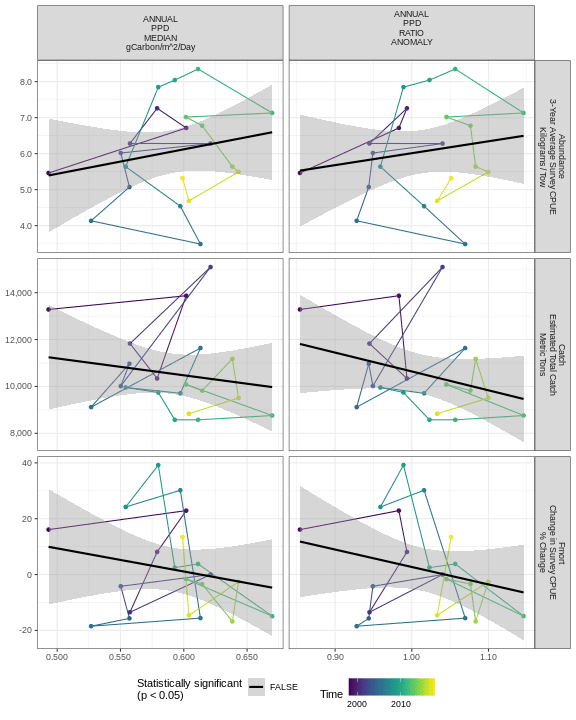 ANNUAL
PPD
MEDIAN
gCarbon/m^2/Day
ANNUAL
PPD
RATIO
ANOMALY
8.0
7.0
6.0
5.0
4.0
Abundance
3-Year Average Survey CPUE
Kilograms / Tow
14,000
12,000
10,000
8,000
Catch
Estimated Total Catch
Metric Tons
40
20
0
-20
Fmort
Change in Survey CPUE
% Change
0.500
0.550
0.600
0.650
0.90
1.00
1.10
Statistically significant
(p < 0.05)
FALSE
Time
2000
2010